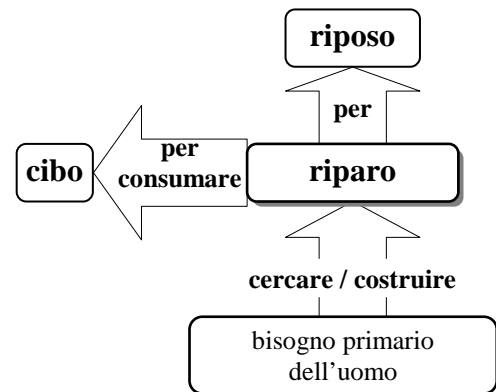 riposo
per
per
consumare
cibo
riparo
cercare / costruire
bisogno primario
dell'uomo